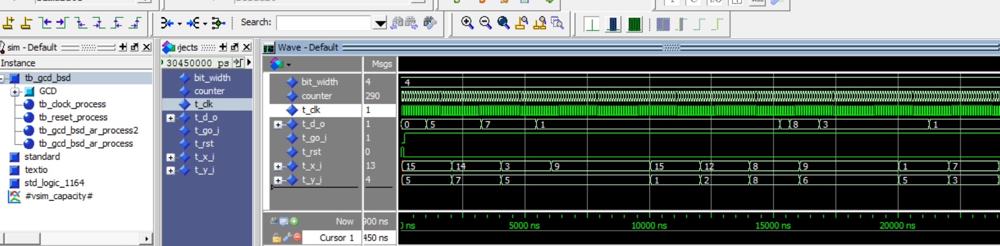 Search:
sim - Default
jects
Wave - Default
Instance
30450000 ps
Msgs
tb_gcd_bsd
GCD
tb_clock_process
tb_reset_process
tb_gcd_bsd_ar_process2
tb_gcd_bsd_ar_process
standard
textio
std_logic_1164
#vsim_capacity#
bit_width
counter
t_clk
t_d_o
t_go_i
t_rst
t_x_i
t_y_i
bit_width 4 4
counter 290
t_clk 1
t_d_o 1 0 5 7 1 8 3 1
t_go_i 1
t_rst 0
t_x_i 13 15 14 3 9 15 12 8 9 1 7
t_y_i 4 5 7 5 1 2 8 6 5 3
Now 900 ns
0 ns 5000 ns 10000 ns 15000 ns 20000 ns
Cursor 1 450 ns